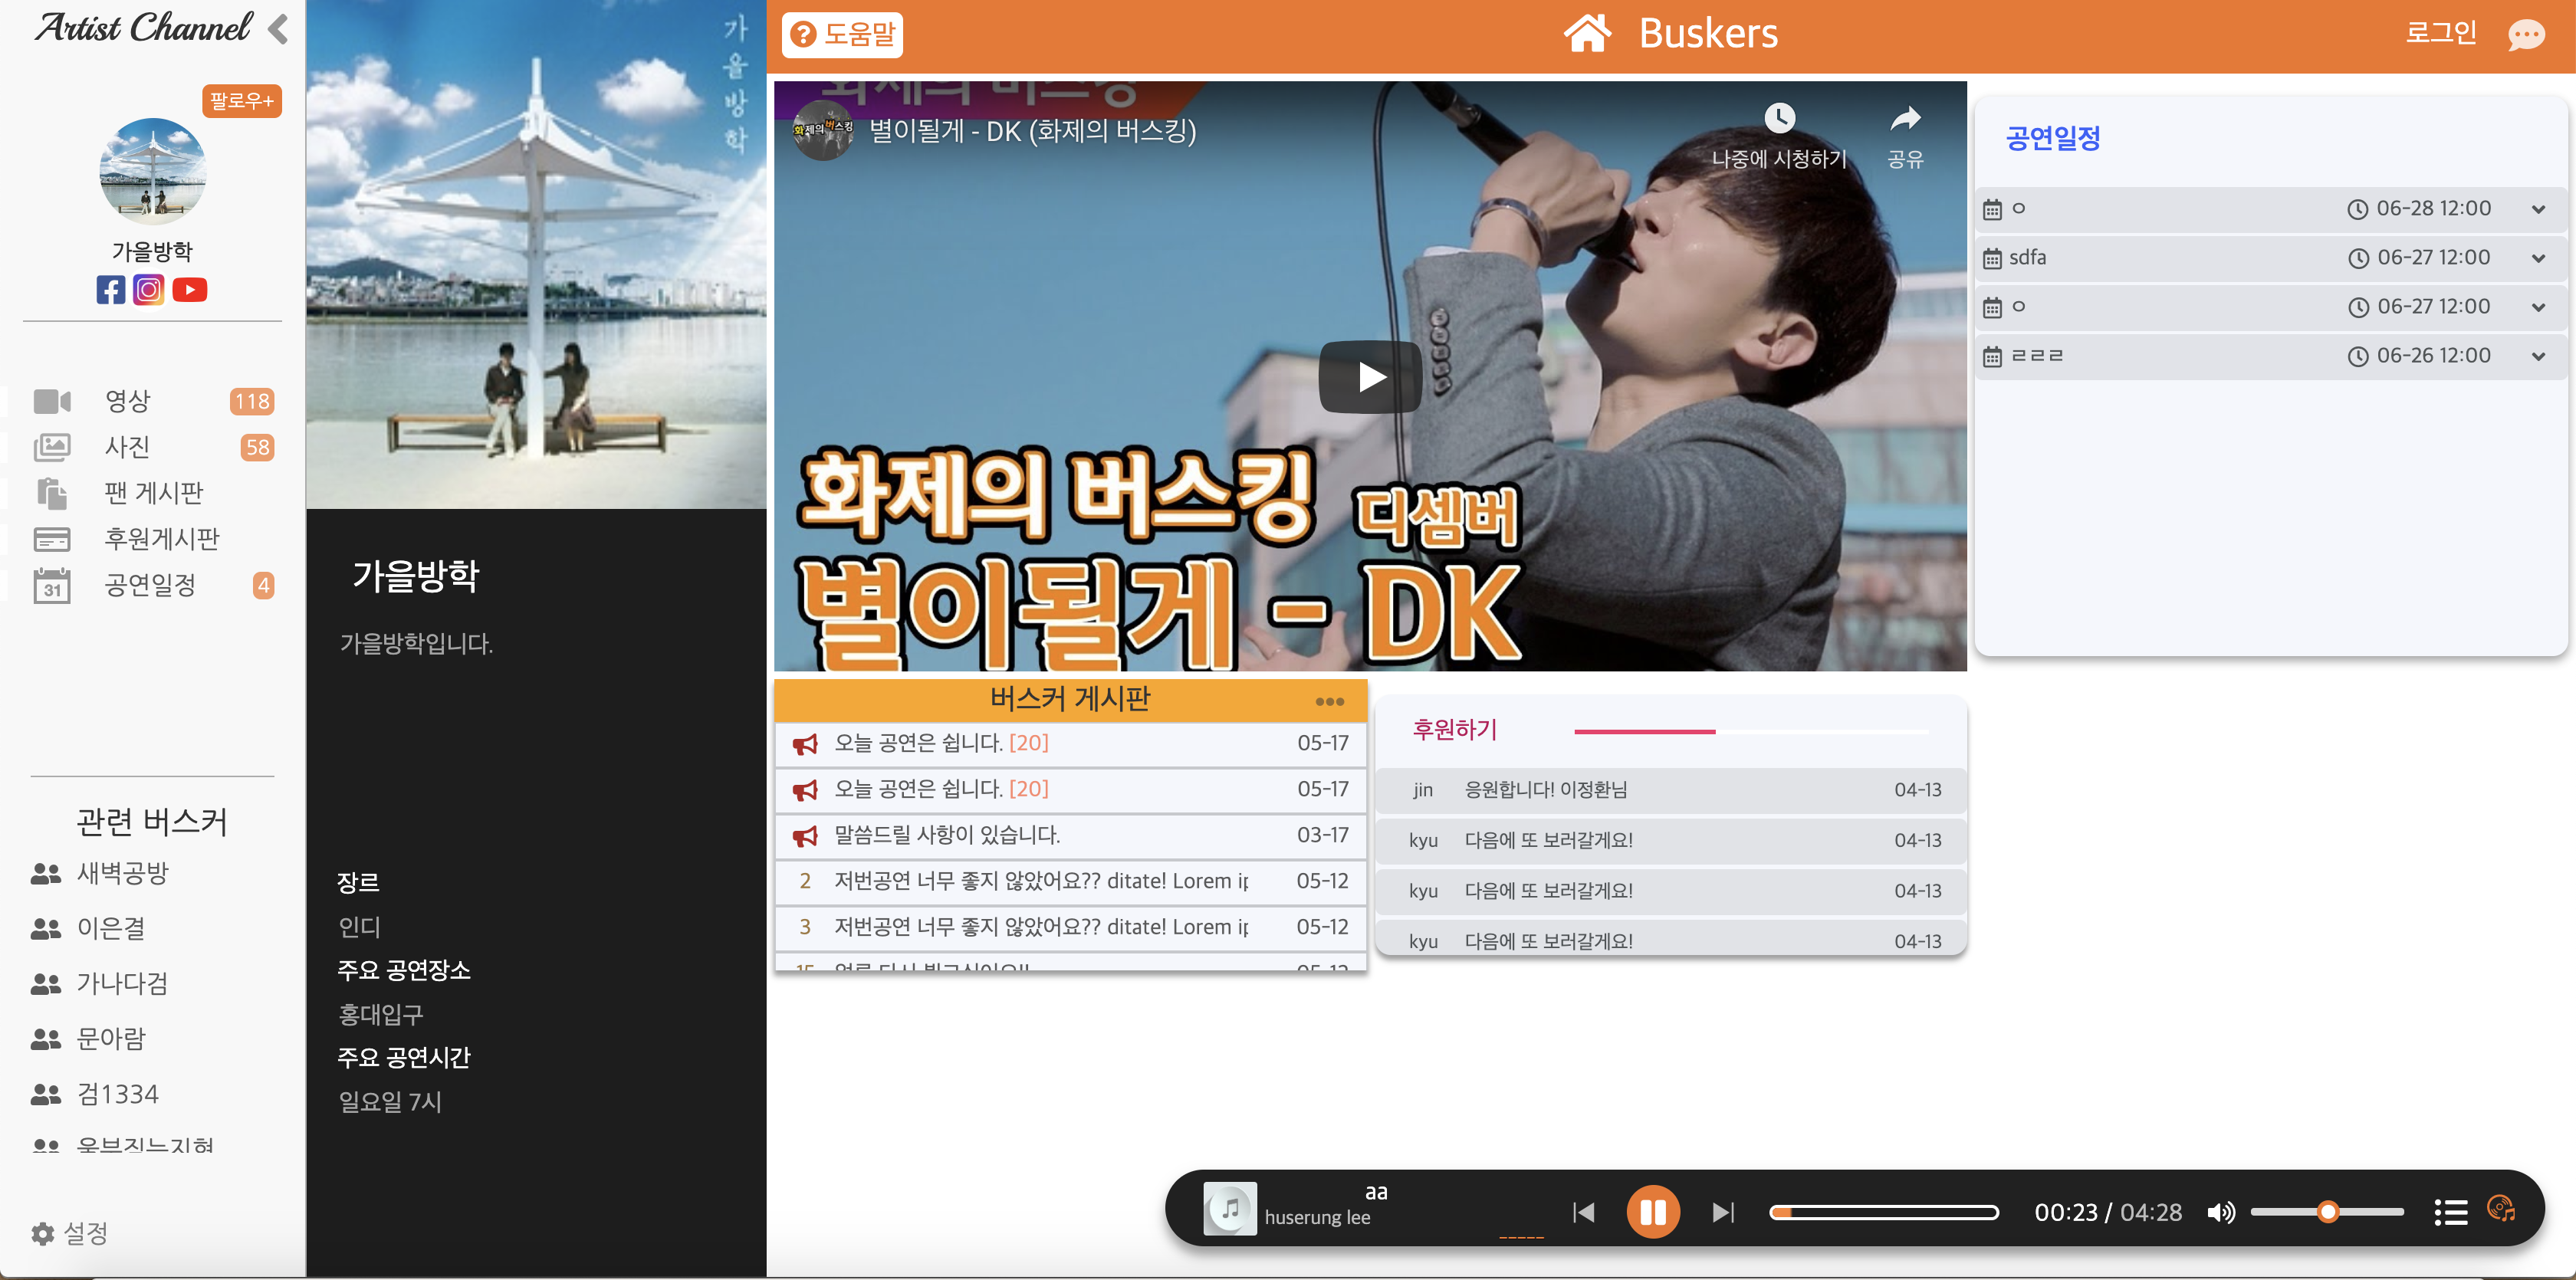 Artist Channel
팔로우+
가을방학
영상 118
사진 58
팬 게시판
후원게시판
31 공연일정 4
관련 버스커
새벽공방
이은결
가나다검
문아람
검1334
설정
가을방학
가을방학
가을방학입니다.
장르
인디
주요 공연장소
홍대입구
주요 공연시간
일요일 7시
도움말
Buskers
로그인
화제의 버스킹
화제의버스킹
별이될게 - DK (화제의 버스킹)
나중에 시청하기
공유
화제의 버스킹 디셈버
별이될게 - DK
공연일정
ㅇ 06-28 12:00
sdfa 06-27 12:00
ㅇ 06-27 12:00
ㄹㄹㄹ 06-26 12:00
버스커 게시판
오늘 공연은 쉽니다. [20] 05-17
오늘 공연은 쉽니다. [20] 05-17
말씀드릴 사항이 있습니다. 03-17
2 저번공연 너무 좋지 않았어요?? ditate! Lorem ip 05-12
3 저번공연 너무 좋지 않았어요?? ditate! Lorem ip 05-12
후원하기
jin 응원합니다! 이정환님 04-13
kyu 다음에 또 보러갈게요! 04-13
kyu 다음에 또 보러갈게요! 04-13
kyu 다음에 또 보러갈게요! 04-13
aa
huserung lee
00:23 / 04:28